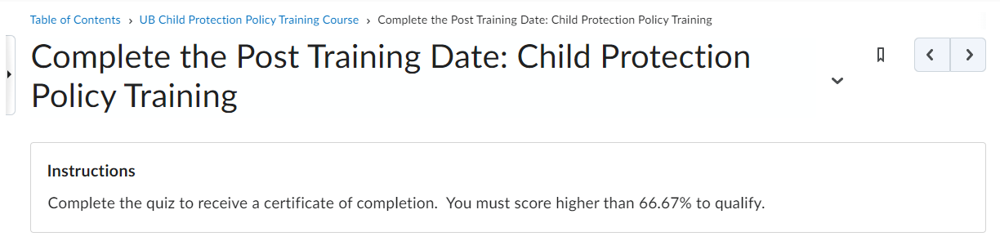 Table of Contents › UB Child Protection Policy Training Course › Complete the Post Training Date: Child Protection Policy Training
Complete the Post Training Date: Child Protection
Policy Training
Instructions
Complete the quiz to receive a certificate of completion.  You must score higher than 66.67% to qualify.